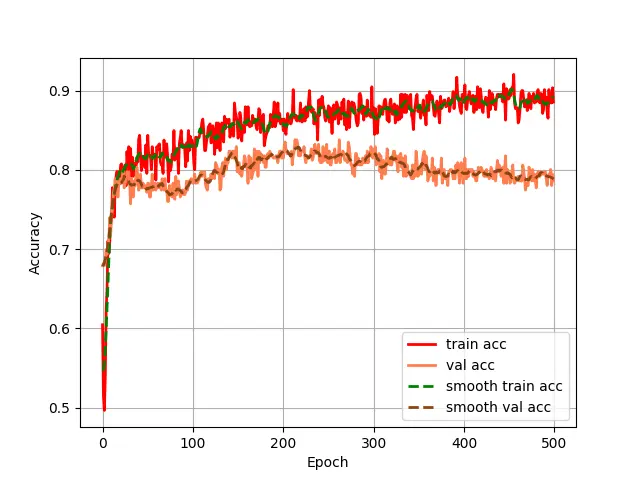 0.9
0.8
0.7
0.6
0.5
Accuracy
0 100 200 300 400 500
Epoch
train acc
val acc
smooth train acc
smooth val acc